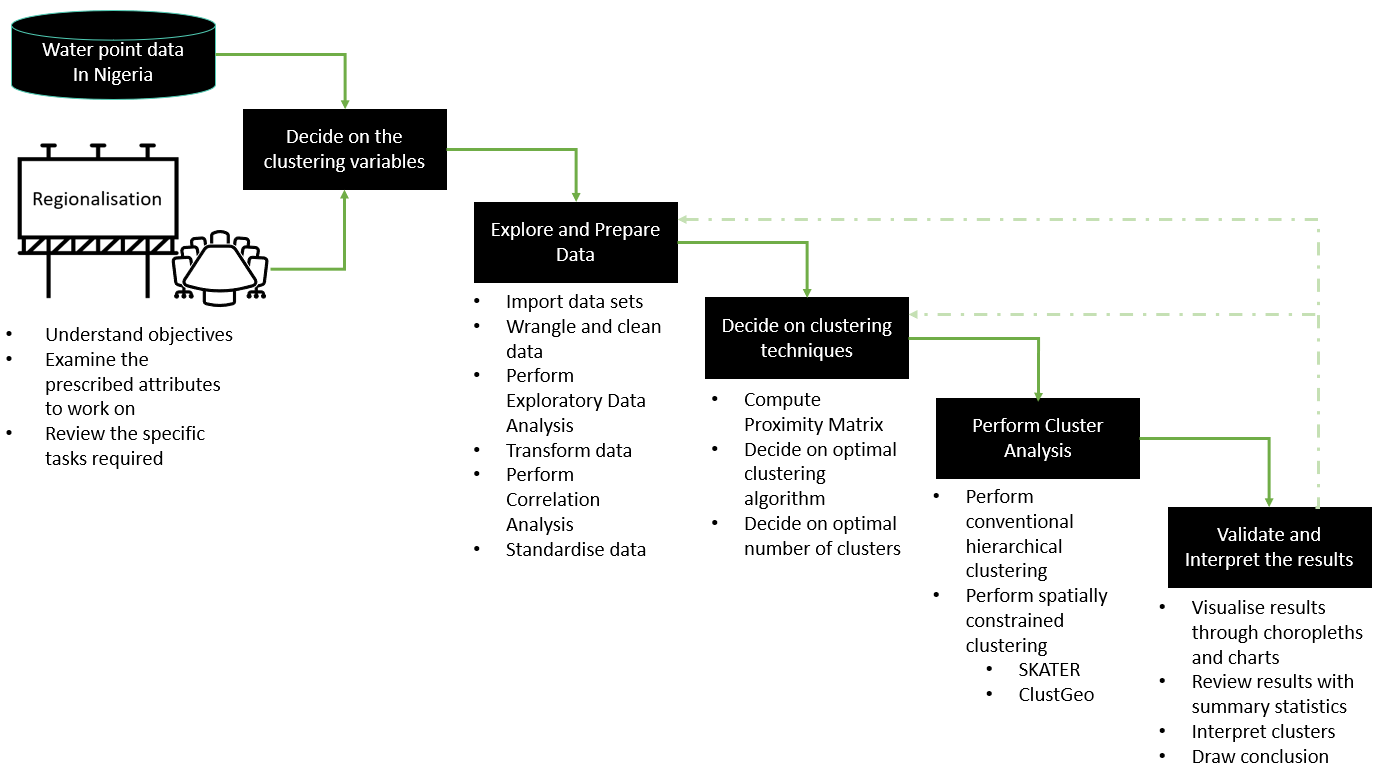 Water point data
In Nigeria
Decide on the
clustering variables
Regionalisation
• Understand objectives
• Examine the
prescribed attributes
to work on
• Review the specific
tasks required
Explore and Prepare
Data
• Import data sets
• Wrangle and clean
data
• Perform
Exploratory Data
Analysis
• Transform data
• Perform
Correlation
Analysis
• Standardise data
Decide on clustering
techniques
• Compute
Proximity Matrix
• Decide on optimal
clustering
algorithm
• Decide on optimal
number of clusters
Perform Cluster
Analysis
• Perform
conventional
hierarchical
clustering
• Perform spatially
constrained
clustering
• SKATER
• ClustGeo
Validate and
Interpret the results
• Visualise results
through choropleths
and charts
• Review results with
summary statistics
• Interpret clusters
• Draw conclusion